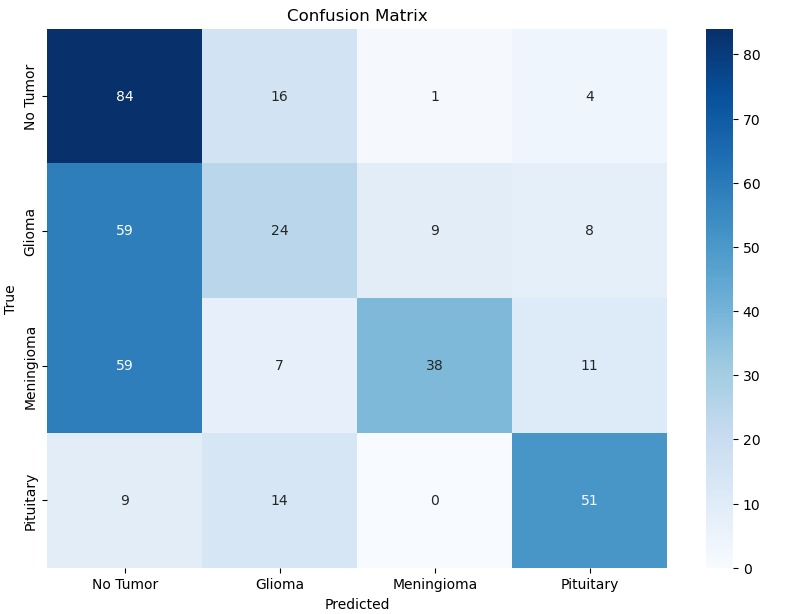 Confusion Matrix
No Tumor 84 16 1 4
Glioma 59 24 9 8
Meningioma 59 7 38 11
Pituitary 9 14 0 51
No Tumor Glioma Meningioma Pituitary
Predicted
True
80
70
60
50
40
30
20
10
0